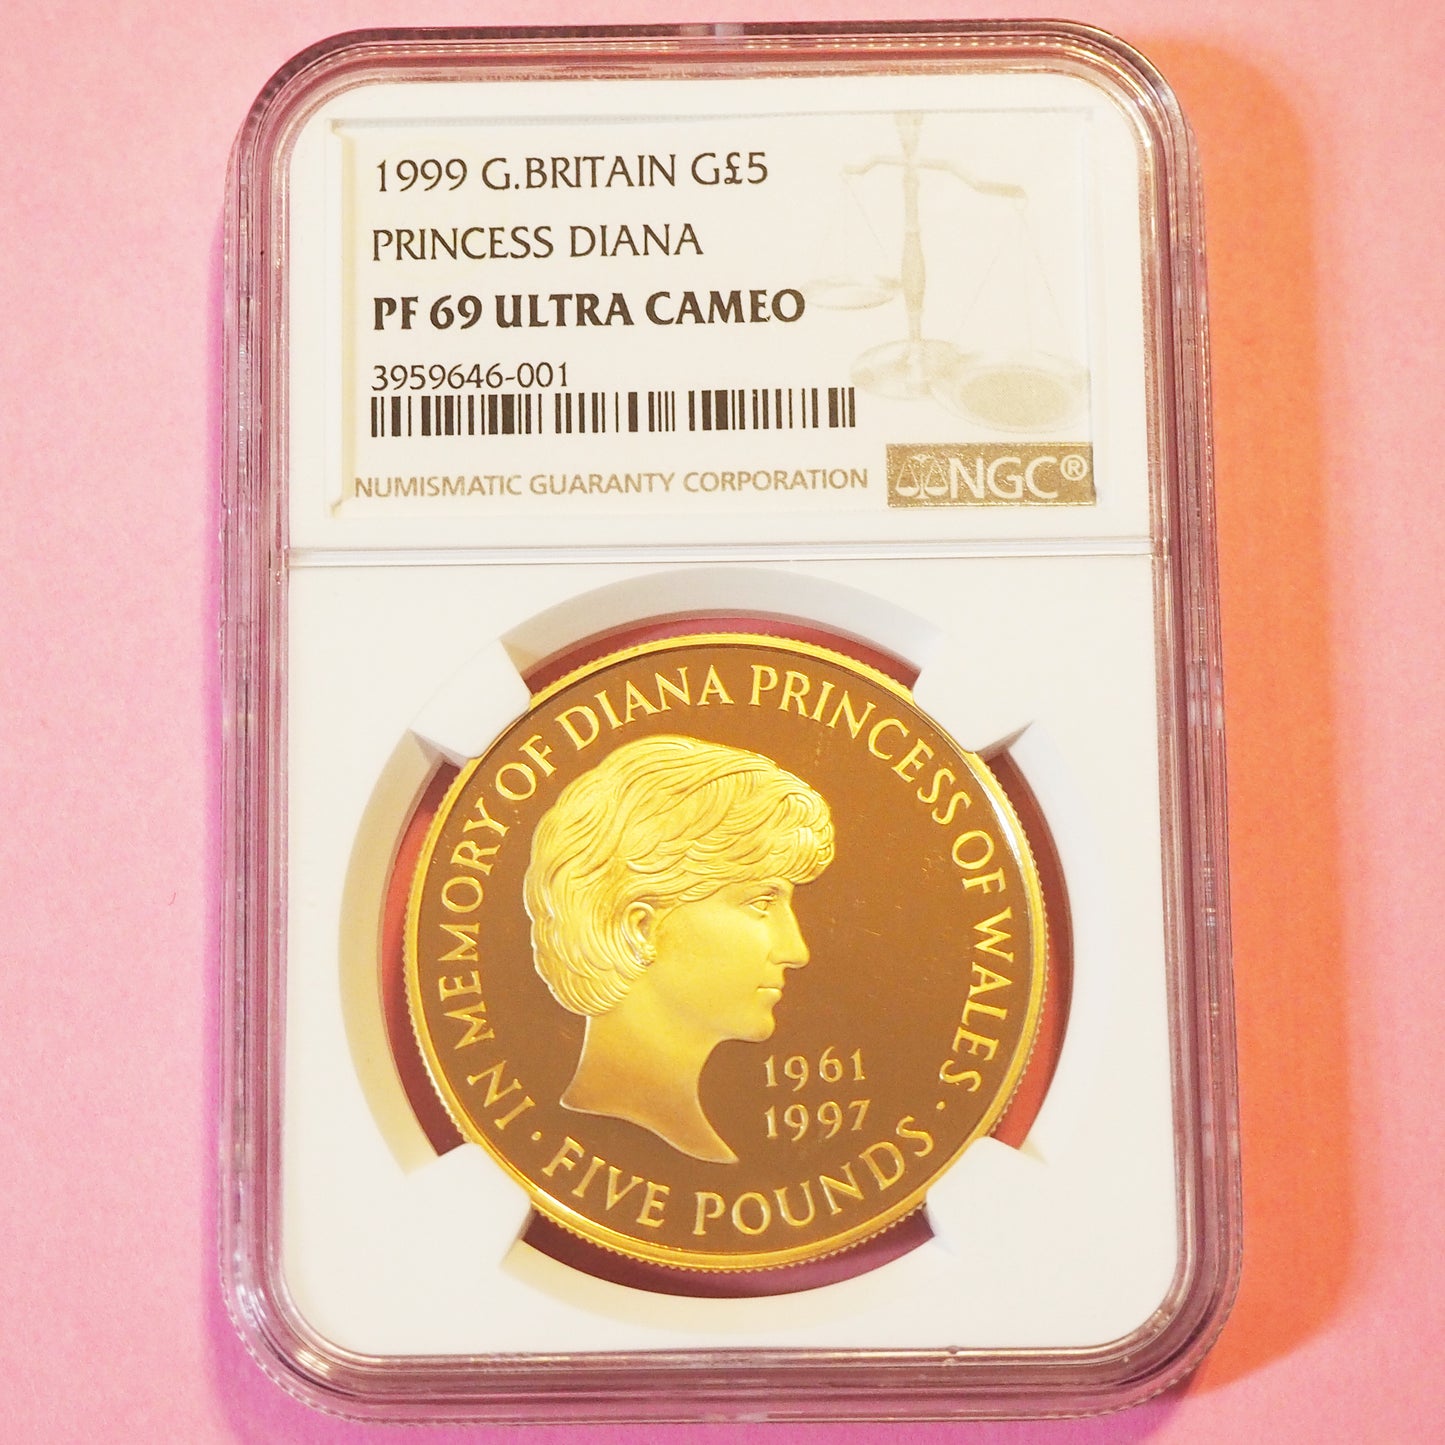 1999 G.BRITAIN G£5
PRINCESS DIANA
PF 69 ULTRA CAMEO
3959646-001
NUMISMATIC GUARANTY CORPORATION
NGC®
IN MEMORY OF DIANA PRINCESS OF WALES ·
1961
1997
· FIVE POUNDS